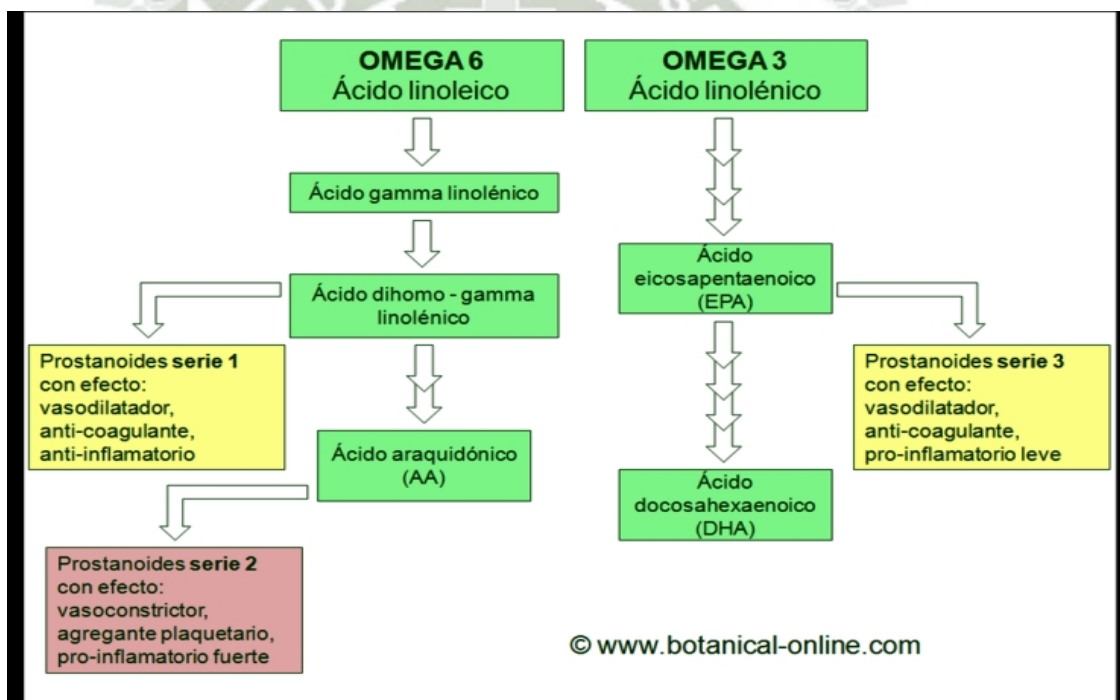 OMEGA 6
Ácido linoleico
OMEGA 3
Ácido linolénico
Ácido gamma linolénico
Ácido
eicosapentaenoico
(EPA)
Ácido dihomo - gamma
linolénico
Prostanoides serie 1
con efecto:
vasodilatador,
anti-coagulante,
anti-inflamatorio
Prostanoides serie 3
con efecto:
vasodilatador,
anti-coagulante,
pro-inflamatorio leve
Ácido araquidónico
(AA)
Ácido
docosahexaenoico
(DHA)
Prostanoides serie 2
con efecto:
vasoconstrictor,
agregante plaquetario,
pro-inflamatorio fuerte
© www.botanical-online.com